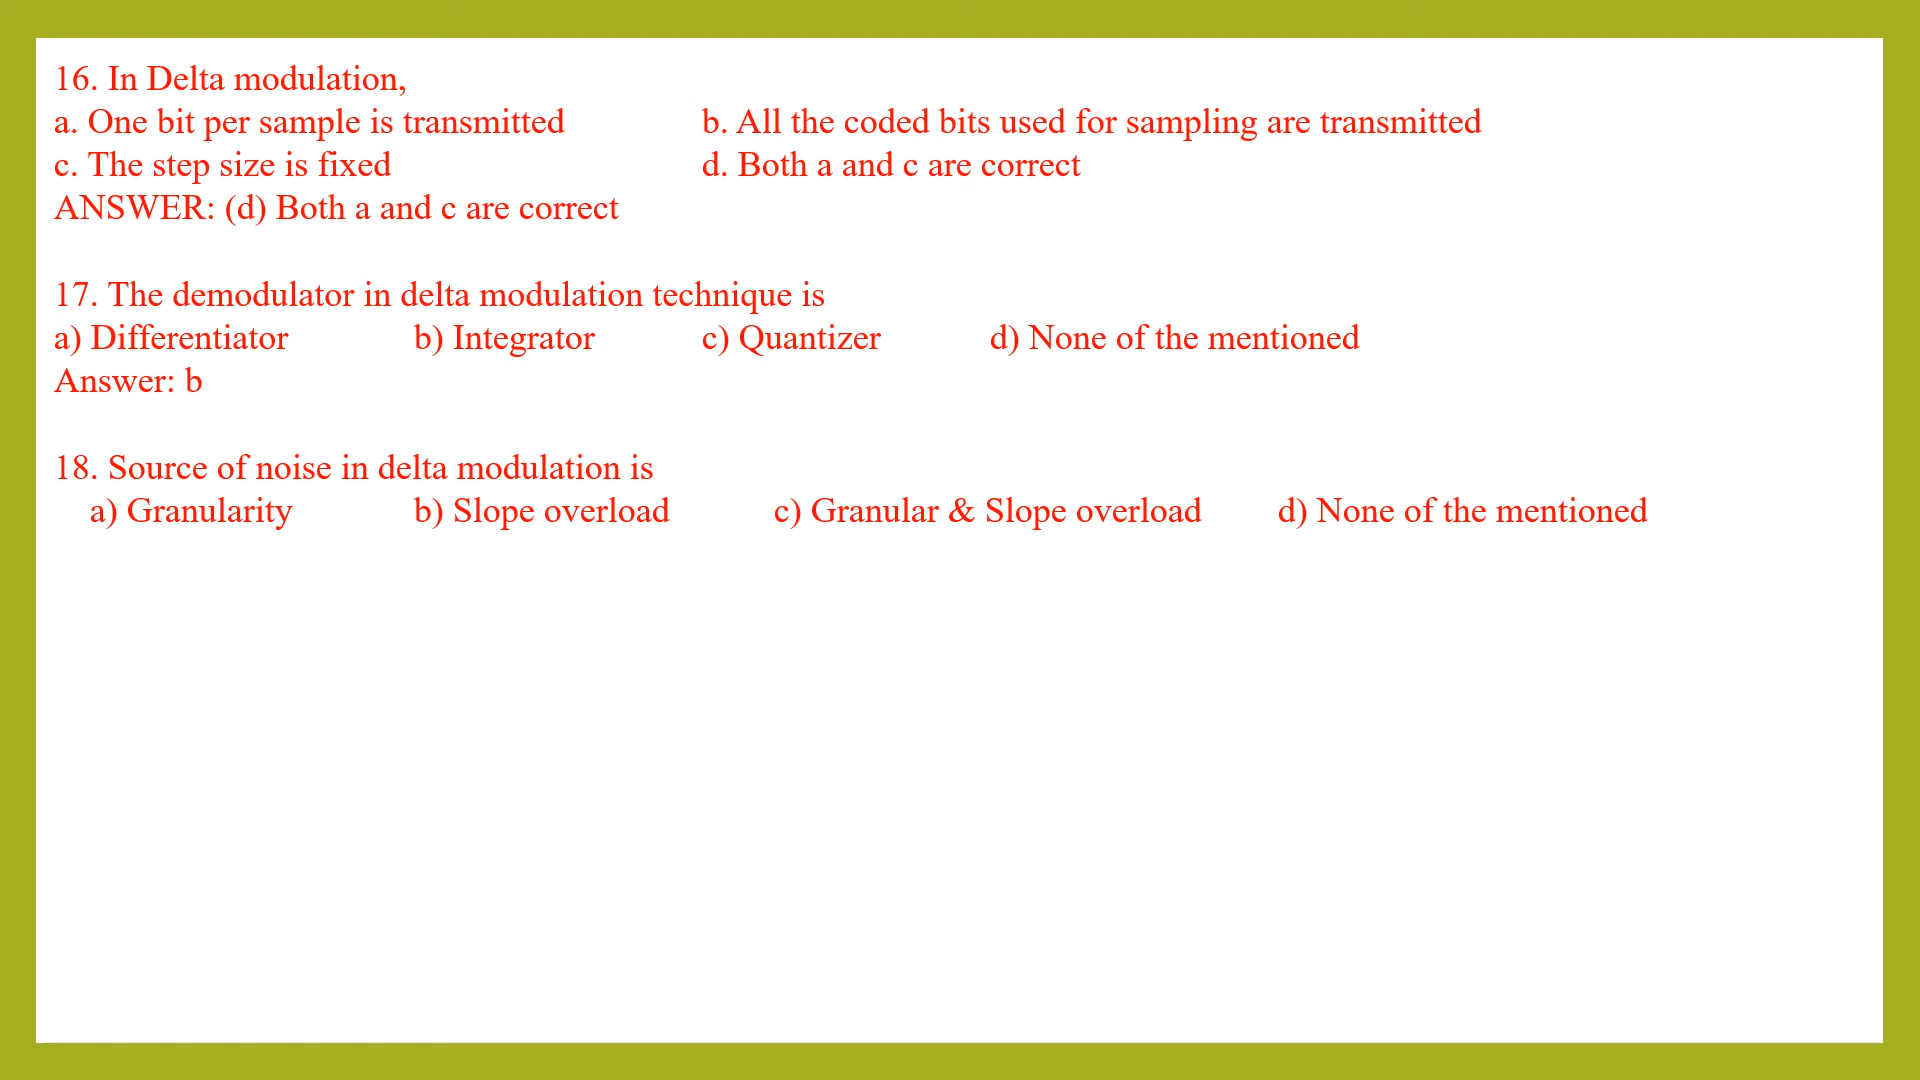 16. In Delta modulation,
a. One bit per sample is transmitted b. All the coded bits used for sampling are transmitted
c. The step size is fixed d. Both a and c are correct
ANSWER: (d) Both a and c are correct
17. The demodulator in delta modulation technique is
a) Differentiator b) Integrator c) Quantizer d) None of the mentioned
Answer: b
18. Source of noise in delta modulation is
a) Granularity b) Slope overload c) Granular & Slope overload d) None of the mentioned